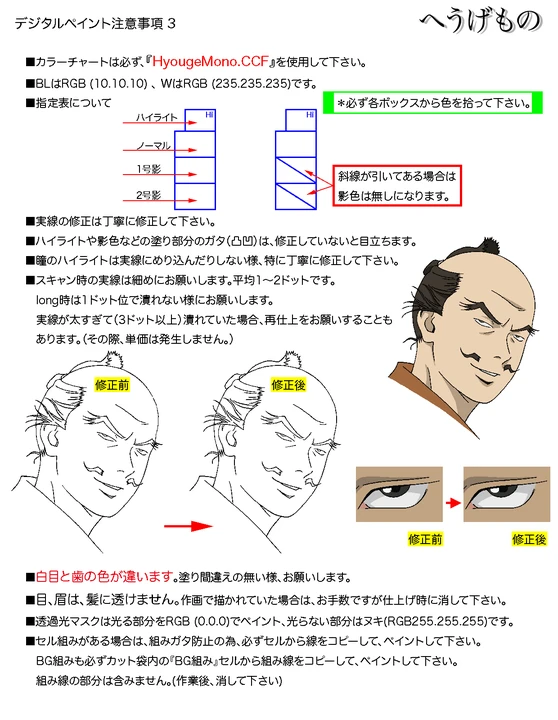 デジタルペイント注意事項 3
へうげもの
■カラーチャートは必ず、『HyougeMono.CCF』を使用して下さい。
■BLはRGB (10.10.10) 、WはRGB (235.235.235)です。
■指定表について
＊必ず各ボックスから色を拾って下さい。
ハイライト
Hi
Hi
ノーマル
1号影
2号影
斜線が引いてある場合は
影色は無しになります。
■実線の修正は丁寧に修正して下さい。
■ハイライトや影色などの塗り部分のガタ(凸凹)は、修正していないと目立ちます。
■瞳のハイライトは実線にめり込んだりしない様、特に丁寧に修正して下さい。
■スキャン時の実線は細めにお願いします。平均1～2ドットです。
long時は1ドット位で潰れない様にお願いします。
実線が太すぎて(3ドット以上)潰れていた場合、再仕上をお願いすることも
あります。(その際、単価は発生しません。)
修正前
修正後
修正前
修正後
■白目と歯の色が違います。塗り間違えの無い様、お願いします。
■目、眉は、髪に透けません。作画で描かれていた場合は、お手数ですが仕上げ時に消して下さい。
■透過光マスクは光る部分をRGB (0.0.0)でペイント、光らない部分はヌキ(RGB255.255.255)です。
■セル組みがある場合は、組みガタ防止の為、必ずセルから線をコピーして、ペイントして下さい。
BG組みも必ずカット袋内の『BG組み』セルから組み線をコピーして、ペイントして下さい。
組み線の部分は含みません。(作業後、消して下さい)